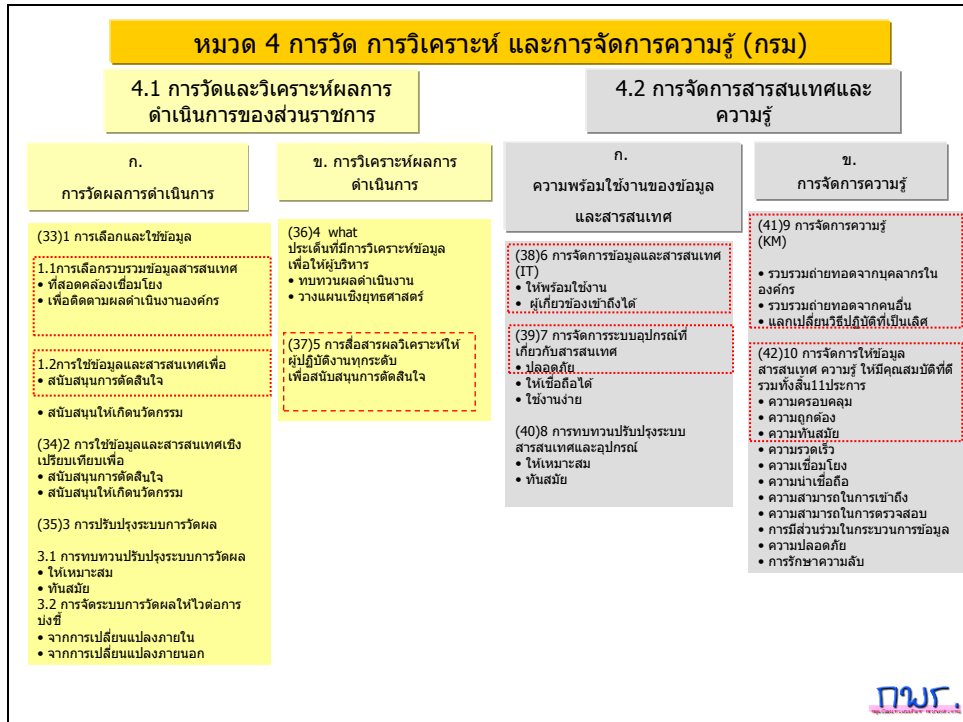 หมวด 4 การวัด การวิเคราะห์ และการจัดการความรู้ (กรม)
4.1 การวัดและวิเคราะห์ผลการ
ดำเนินการของส่วนราชการ
ก.
การวัดผลการดำเนินการ
(33)1 การเลือกและใช้ข้อมูล
1.1การเลือกรวบรวมข้อมูลสารสนเทศ
• ที่สอดคล้องเชื่อมโยง
• เพื่อติดตามผลดำเนินงานองค์กร
1.2การใช้ข้อมูลและสารสนเทศเพื่อ
• สนับสนุนการตัดสินใจ
• สนับสนุนให้เกิดนวัตกรรม
(34)2 การใช้ข้อมูลและสารสนเทศเชิง
เปรียบเทียบเพื่อ
• สนับสนุนการตัดสินใจ
• สนับสนุนให้เกิดนวัตกรรม
(35)3 การปรับปรุงระบบการวัดผล
3.1 การทบทวนปรับปรุงระบบการวัดผล
• ให้เหมาะสม
• ทันสมัย
3.2 การจัดระบบการวัดผลให้ไวต่อการ
บ่งชี้
• จากการเปลี่ยนแปลงภายใน
• จากการเปลี่ยนแปลงภายนอก
ข. การวิเคราะห์ผลการ
ดำเนินการ
(36)4 what
ประเด็นที่มีการวิเคราะห์ข้อมูล
เพื่อให้ผู้บริหาร
• ทบทวนผลดำเนินงาน
• วางแผนเชิงยุทธศาสตร์
(37)5 การสื่อสารผลวิเคราะห์ให้
ผู้ปฏิบัติงานทุกระดับ
เพื่อสนับสนุนการตัดสินใจ
4.2 การจัดการสารสนเทศและ
ความรู้
ก.
ความพร้อมใช้งานของข้อมูล
และสารสนเทศ
(38)6 การจัดการข้อมูลและสารสนเทศ
(IT)
• ให้พร้อมใช้งาน
• ผู้เกี่ยวข้องเข้าถึงได้
(39)7 การจัดการระบบอุปกรณ์ที่
เกี่ยวกับสารสนเทศ
• ปลอดภัย
• ให้เชื่อถือได้
• ใช้งานง่าย
(40)8 การทบทวนปรับปรุงระบบ
สารสนเทศและอุปกรณ์
• ให้เหมาะสม
• ทันสมัย
ข.
การจัดการความรู้
(41)9 การจัดการความรู้
(KM)
• รวบรวมถ่ายทอดจากบุคลากรใน
องค์กร
• รวบรวมถ่ายทอดจากคนอื่น
• แลกเปลี่ยนวิธีปฏิบัติที่เป็นเลิศ
(42)10 การจัดการให้ข้อมูล
สารสนเทศ ความรู้ ให้มีคุณสมบัติที่ดี
รวมทั้งสิ้น11ประการ
• ความครอบคลุม
• ความถูกต้อง
• ความทันสมัย
• ความรวดเร็ว
• ความเชื่อมโยง
• ความน่าเชื่อถือ
• ความสามารถในการเข้าถึง
• ความสามารถในการตรวจสอบ
• การมีส่วนร่วมในกระบวนการข้อมูล
• ความปลอดภัย
• การรักษาความลับ
กพร.